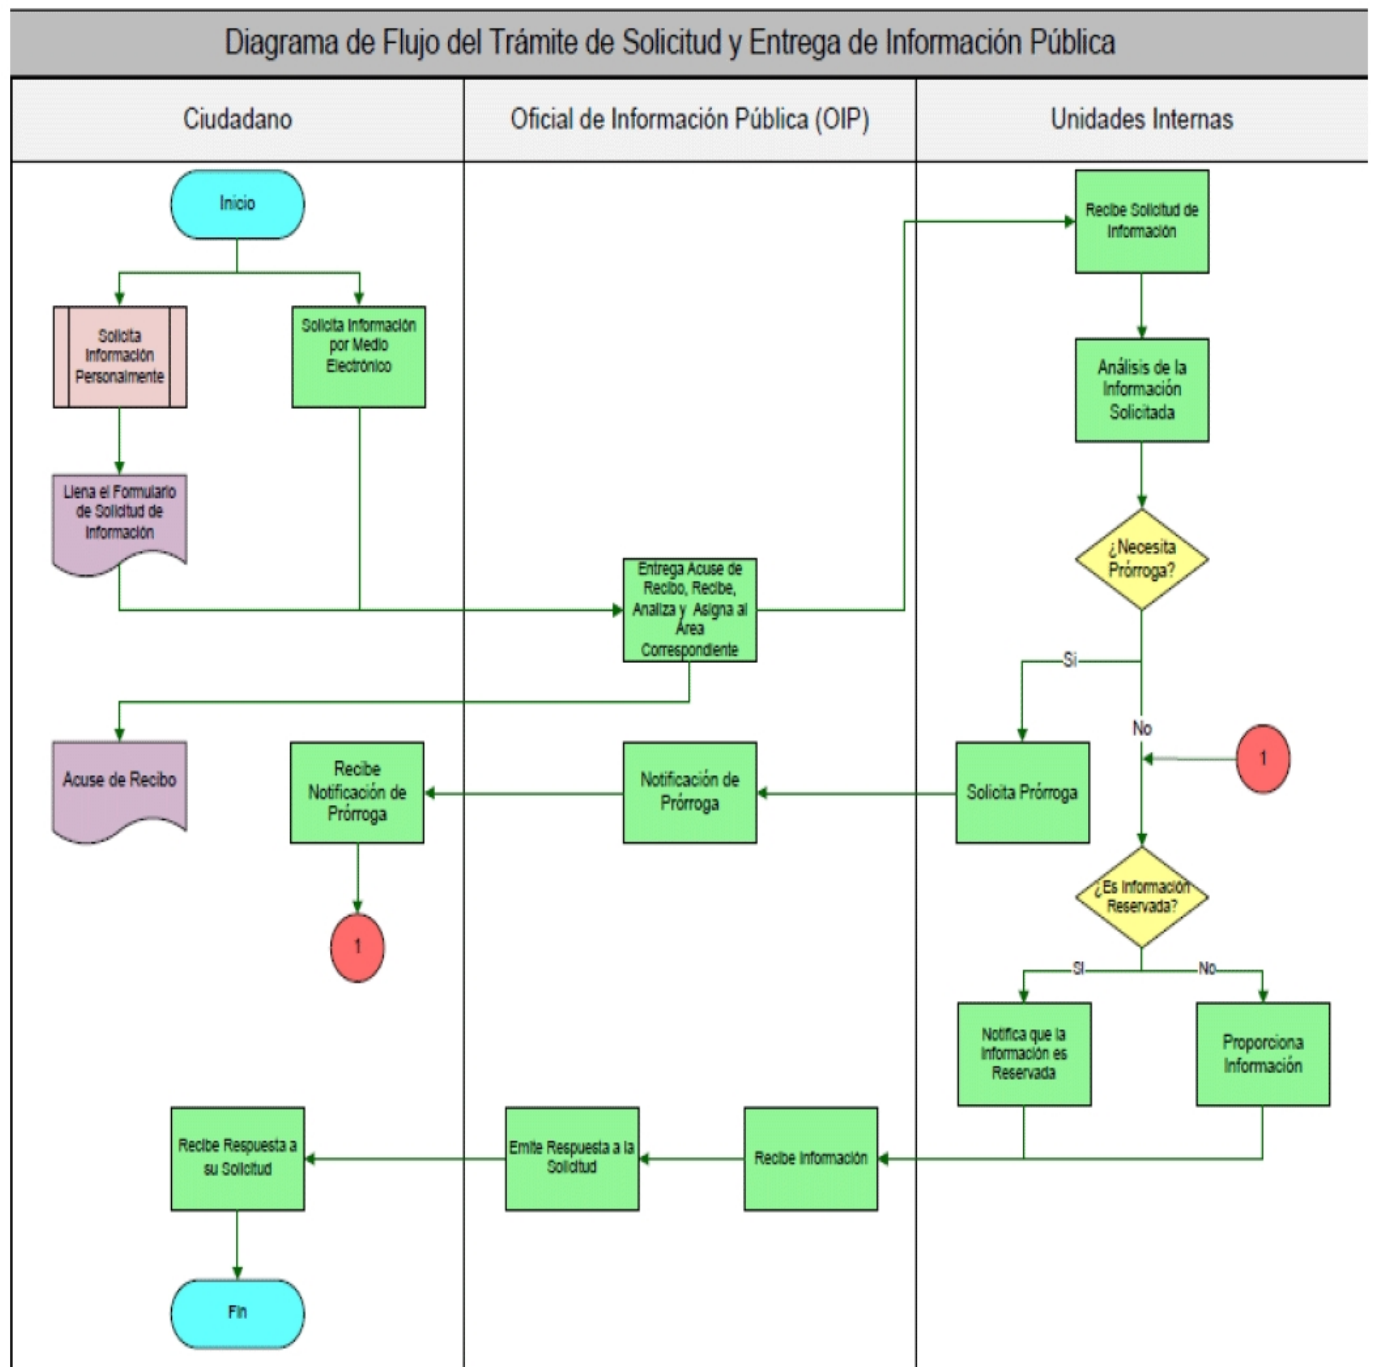 Diagrama de Flujo del Trámite de Solicitud y Entrega de Información Pública
Ciudadano
Oficial de Información Pública (OIP)
Unidades Internas
Inicio
Solicita
Información
Personalmente
Solicita Información
por Medio
Electrónico
Llena el Formulario
de Solicitud de
Información
Entrega Acuse de
Recibo, Recibe,
Analiza y Asigna al
Área
Correspondiente
Recibe Solicitud de
Información
Análisis de la
Información
Solicitada
¿Necesita
Prórroga?
Si
No
1
Acuse de Recibo
Recibe
Notificación de
Prórroga
Notificación de
Prórroga
Solicita Prórroga
1
¿Es Información
Reservada?
Si
No
Notifica que la
Información es
Reservada
Proporciona
Información
Recibe Respuesta a
su Solicitud
Emite Respuesta a la
Solicitud
Recibe Información
Fin